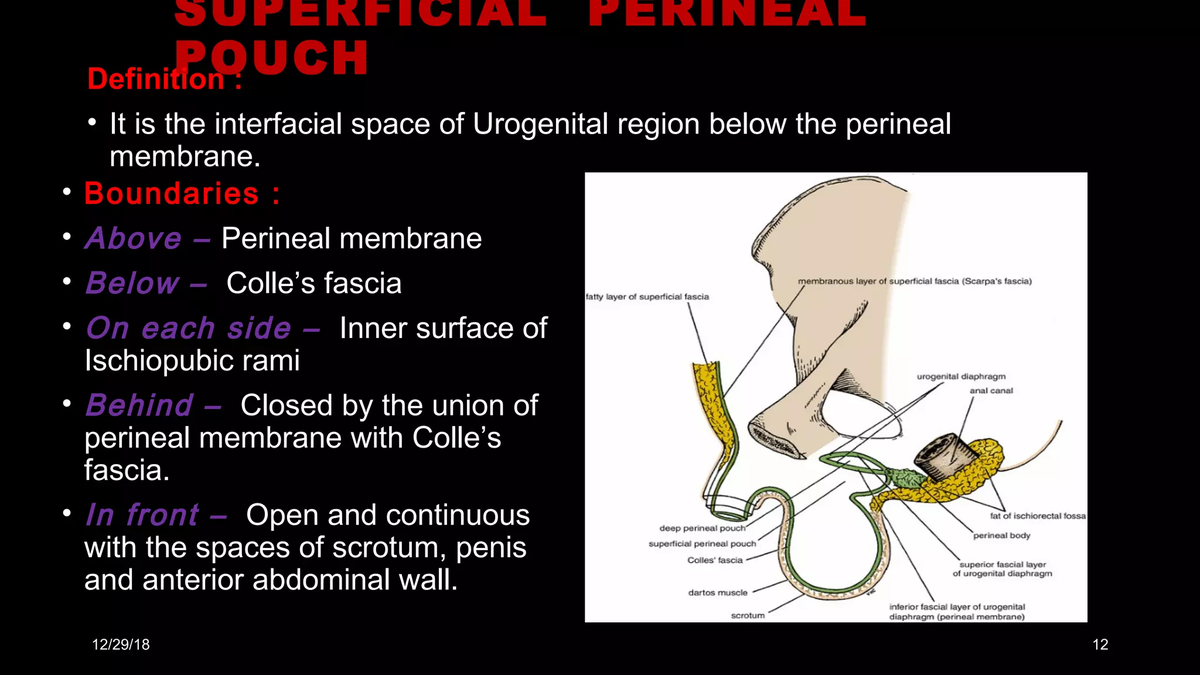 SUPERFICIAL PERINEAL
POUCH
Definition :
• It is the interfacial space of Urogenital region below the perineal
membrane.
• Boundaries :
• Above – Perineal membrane
• Below – Colle’s fascia
• On each side – Inner surface of
Ischiopubic rami
• Behind – Closed by the union of
perineal membrane with Colle’s
fascia.
• In front – Open and continuous
with the spaces of scrotum, penis
and anterior abdominal wall.
membranous layer of superficial fascia (Scarpa's fascia)
fatty layer of superficial fascia
urogenital diaphragm
anal canal
deep perineal pouch
superficial perineal pouch
Colles' fascia
dartos muscle
scrotum
fat of ischiorectal fossa
perineal body
superior fascial layer
of urogenital diaphragm
inferior fascial layer of urogenital
diaphragm (perineal membrane)
12/29/18
12